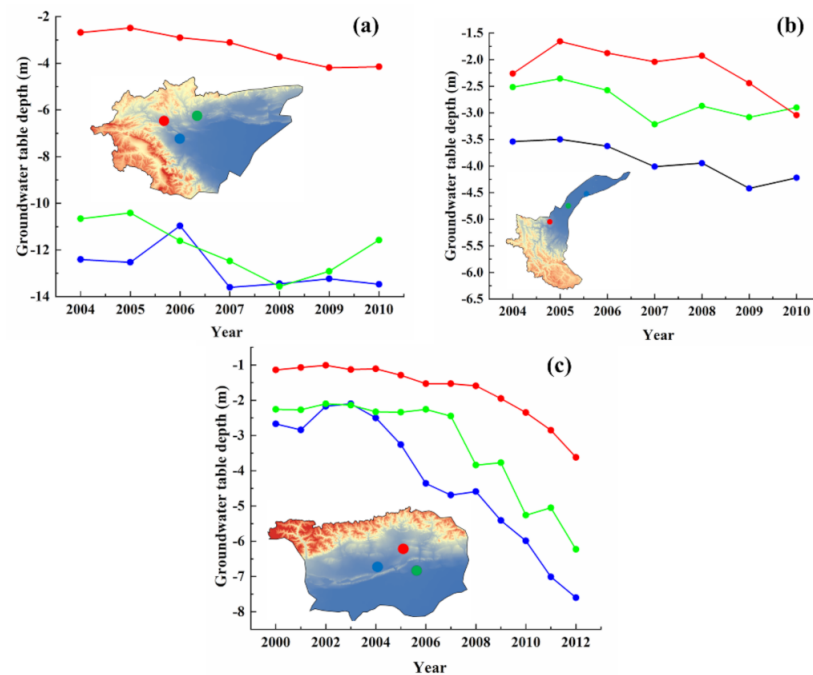 (a)
Groundwater table depth (m)
-2
-4
-6
-8
-10
-12
-14
2004 2005 2006 2007 2008 2009 2010
Year
(b)
Groundwater table depth (m)
-1.5
-2.0
-2.5
-3.0
-3.5
-4.0
-4.5
-5.0
-5.5
-6.0
-6.5
2004 2005 2006 2007 2008 2009 2010
Year
(c)
Groundwater table depth (m)
-1
-2
-3
-4
-5
-6
-7
-8
2000 2002 2004 2006 2008 2010 2012
Year